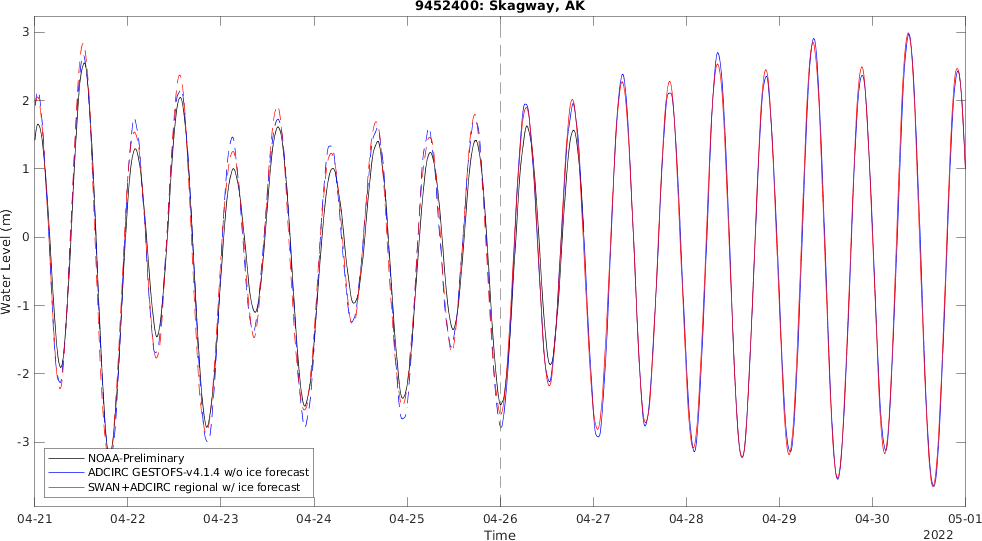 9452400: Skagway, AK
3
2
1
0
-1
-2
-3
Water Level (m)
NOAA-Preliminary
ADCIRC GESTOFS-v4.1.4 w/o ice forecast
SWAN+ADCIRC regional w/ ice forecast
04-21 04-22 04-23 04-24 04-25 04-26 04-27 04-28 04-29 04-30 05-01
Time
2022